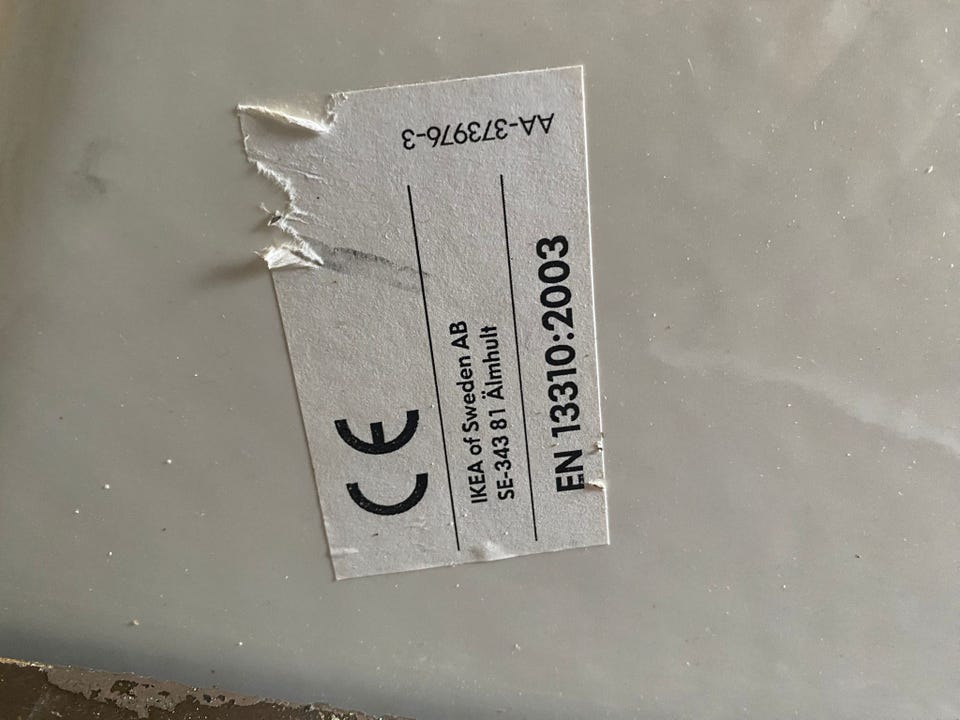 CE
IKEA of Sweden AB
SE-343 81 Älmhult
EN 13310:2003
AA-373976-3